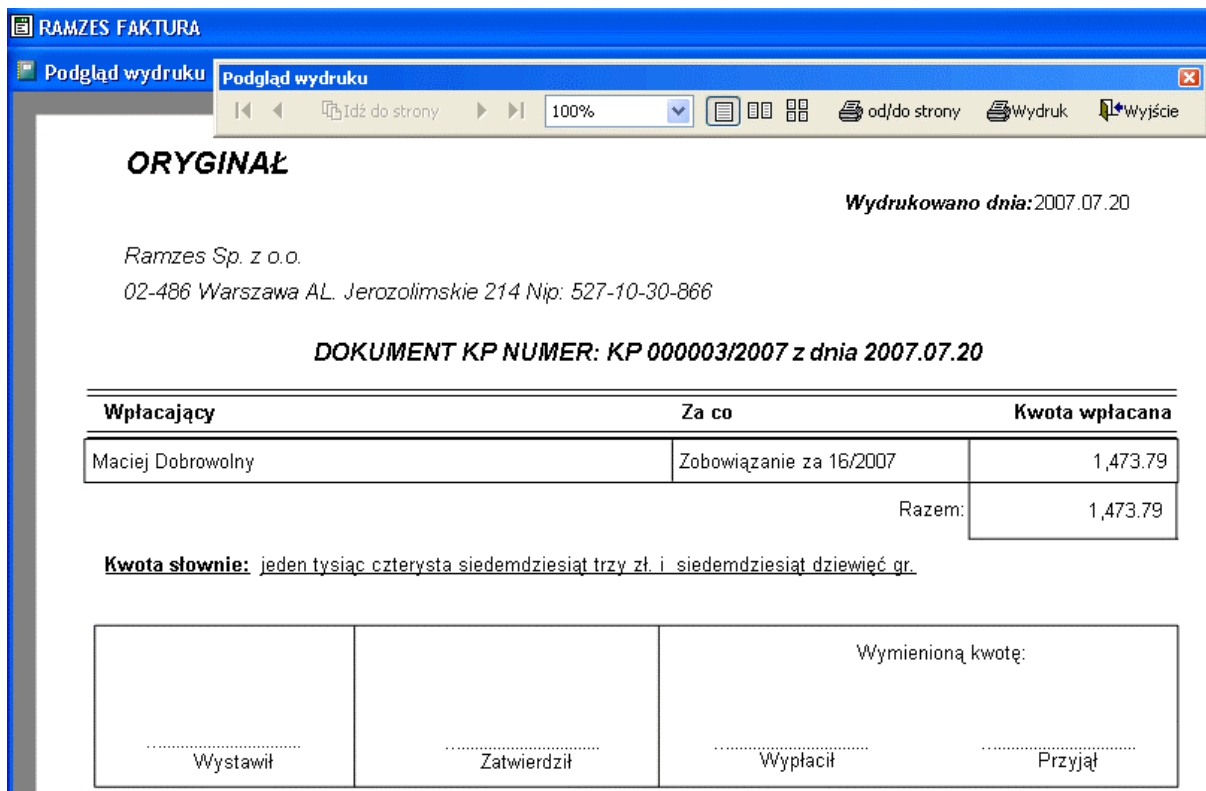 RAMZES FAKTURA
Podgląd wydruku
Podgląd wydruku
Idź do strony 100% od/do strony Wydruk Wyjście
ORYGINAŁ
Wydrukowano dnia:2007.07.20
Ramzes Sp. z o.o.
02-486 Warszawa AL. Jerozolimskie 214 Nip: 527-10-30-866
DOKUMENT KP NUMER: KP 000003/2007 z dnia 2007.07.20
Wpłacający Za co Kwota wpłacana
Maciej Dobrowolny Zobowiązanie za 16/2007 1,473.79
Razem: 1,473.79
Kwota słownie: jeden tysiąc czterysta siedemdziesiąt trzy zł. i siedemdziesiąt dziewięć gr.
Wymienioną kwotę:
Wystawił Zatwierdził Wypłacił Przyjął